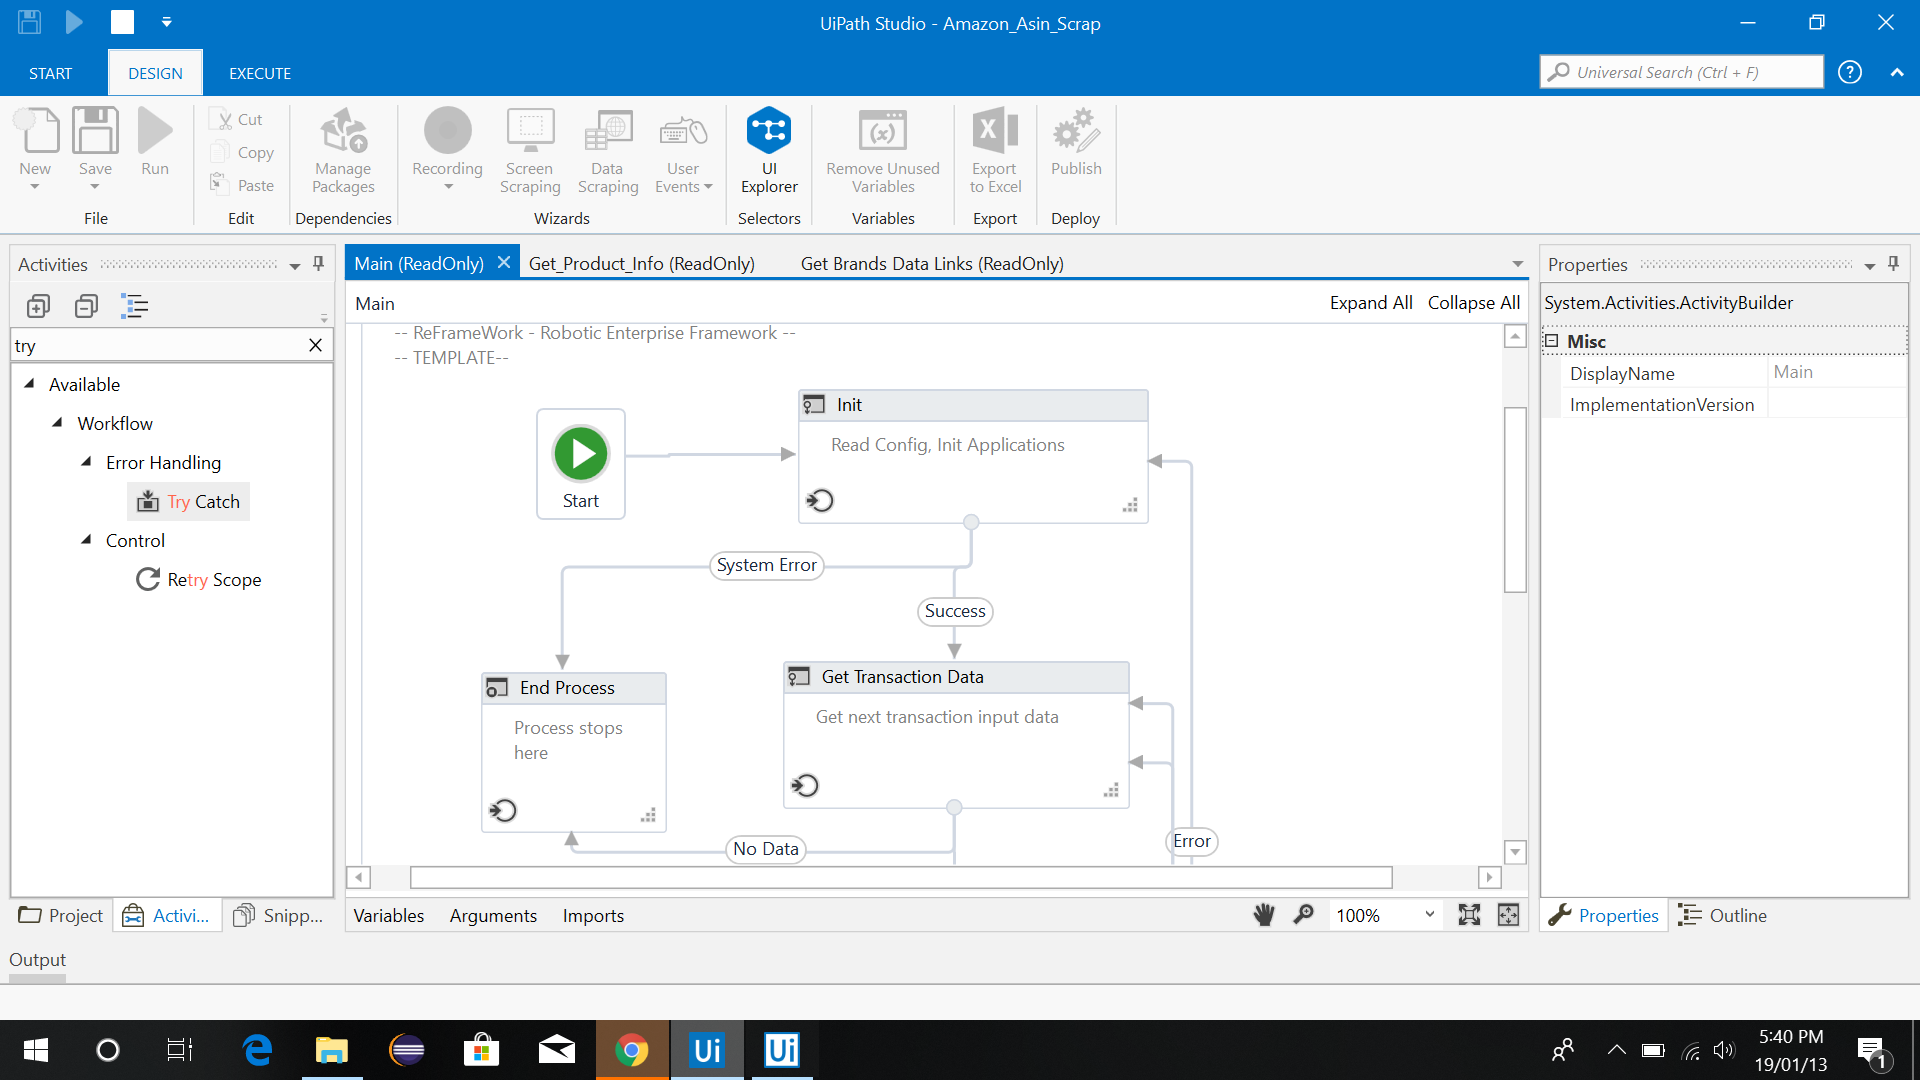 UiPath Studio - Amazon_Asin_Scrap
START
DESIGN
EXECUTE
Universal Search (Ctrl + F)
?
New
Save
Run
Cut
Copy
Paste
Manage
Packages
Recording
Screen
Scraping
Data
Scraping
User
Events
UI
Explorer
Remove Unused
Variables
Export
to Excel
Publish
File
Edit
Dependencies
Wizards
Selectors
Variables
Export
Deploy
Activities
try
Available
Workflow
Error Handling
Try Catch
Control
Retry Scope
Project
Activi...
Snipp...
Main (ReadOnly)
Get_Product_Info (ReadOnly)
Get Brands Data Links (ReadOnly)
Main
Expand All
Collapse All
-- ReFrameWork - Robotic Enterprise Framework --
-- TEMPLATE--
Start
Init
Read Config, Init Applications
System Error
Success
End Process
Process stops
here
Get Transaction Data
Get next transaction input data
No Data
Error
Variables
Arguments
Imports
100%
Properties
System.Activities.ActivityBuilder
Misc
DisplayName
Main
ImplementationVersion
Properties
Outline
Output
Ui
Ui
5:40 PM
19/01/13
1